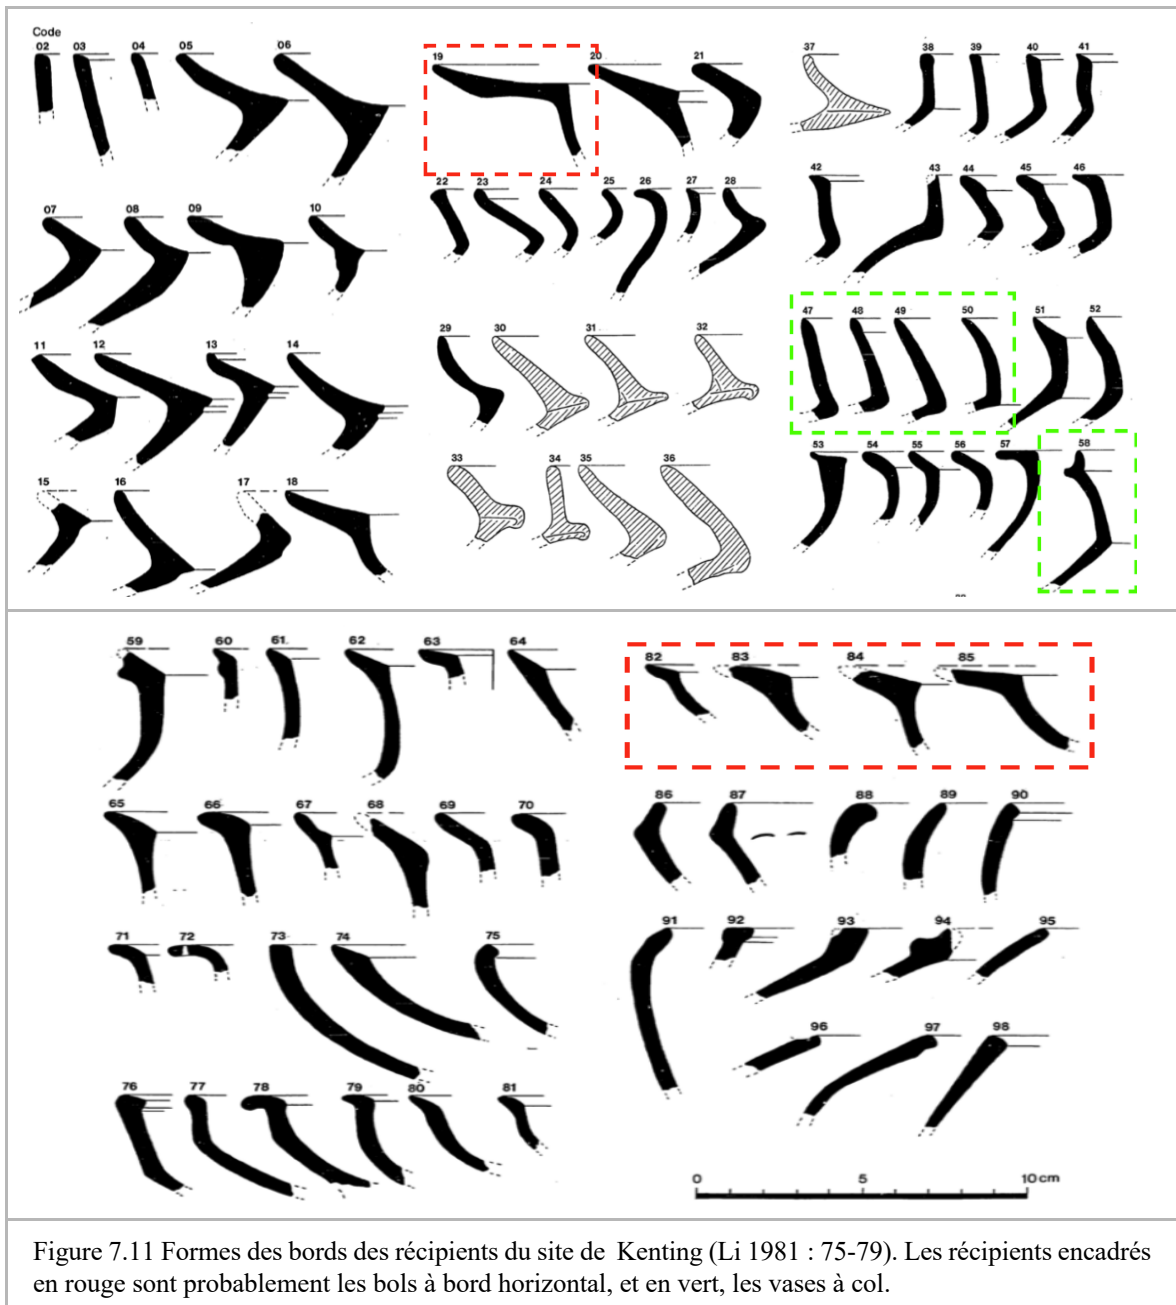 Code
02 03 04 05 06
19 20 21
37 38 39 40 41
07 08 09 10
22 23 24 25 26 27 28
42 43 44 45 46
11 12 13 14
29 30 31 32
47 48 49 50 51 52
15 16 17 18
33 34 35 36
53 54 55 56 57 58
59 60 61 62 63 64
82 83 84 85
65 66 67 68 69 70
86 87 88 89 90
71 72 73 74 75
91 92 93 94 95
76 77 78 79 80 81
96 97 98
0 5 10 cm
Figure 7.11 Formes des bords des récipients du site de Kenting (Li 1981 : 75-79). Les récipients encadrés
en rouge sont probablement les bols à bord horizontal, et en vert, les vases à col.